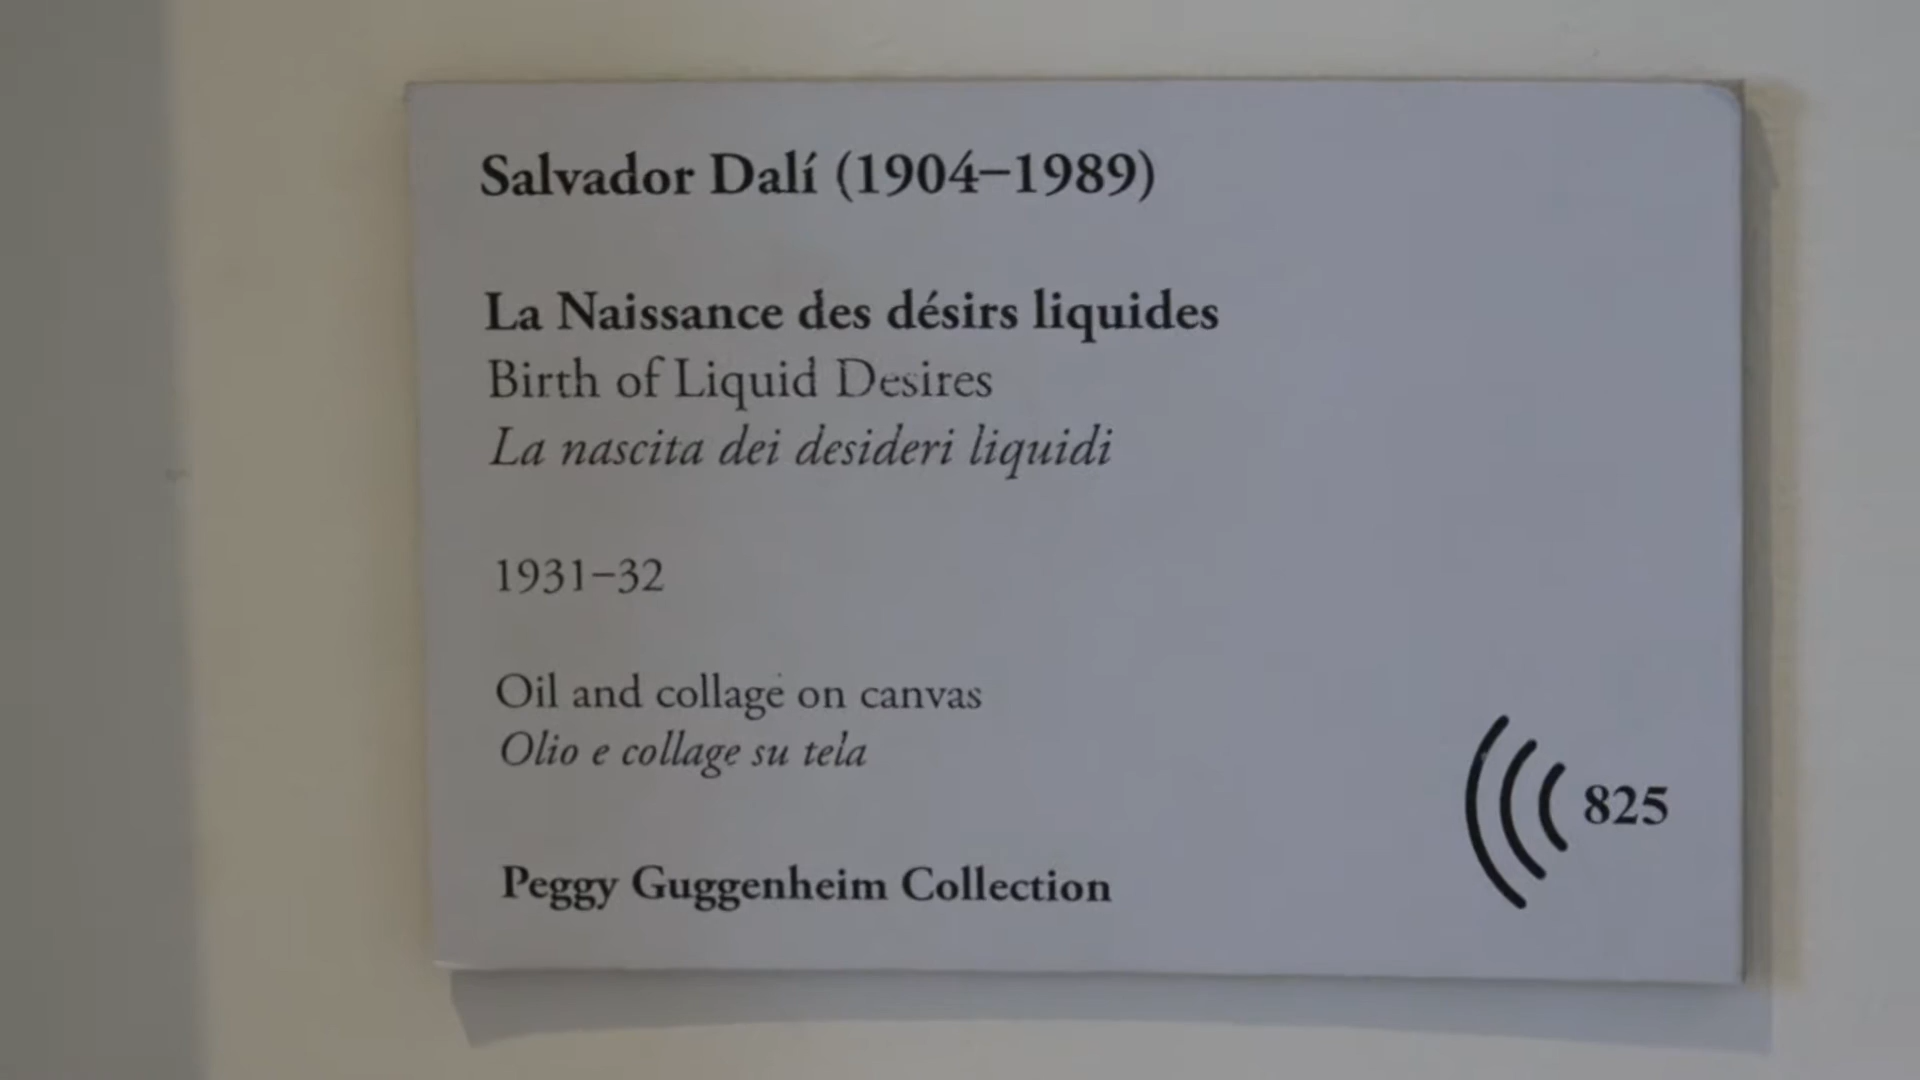 Salvador Dalí (1904–1989)
La Naissance des désirs liquides
Birth of Liquid Desires
La nascita dei desideri liquidi
1931–32
Oil and collage on canvas
Olio e collage su tela
825
Peggy Guggenheim Collection